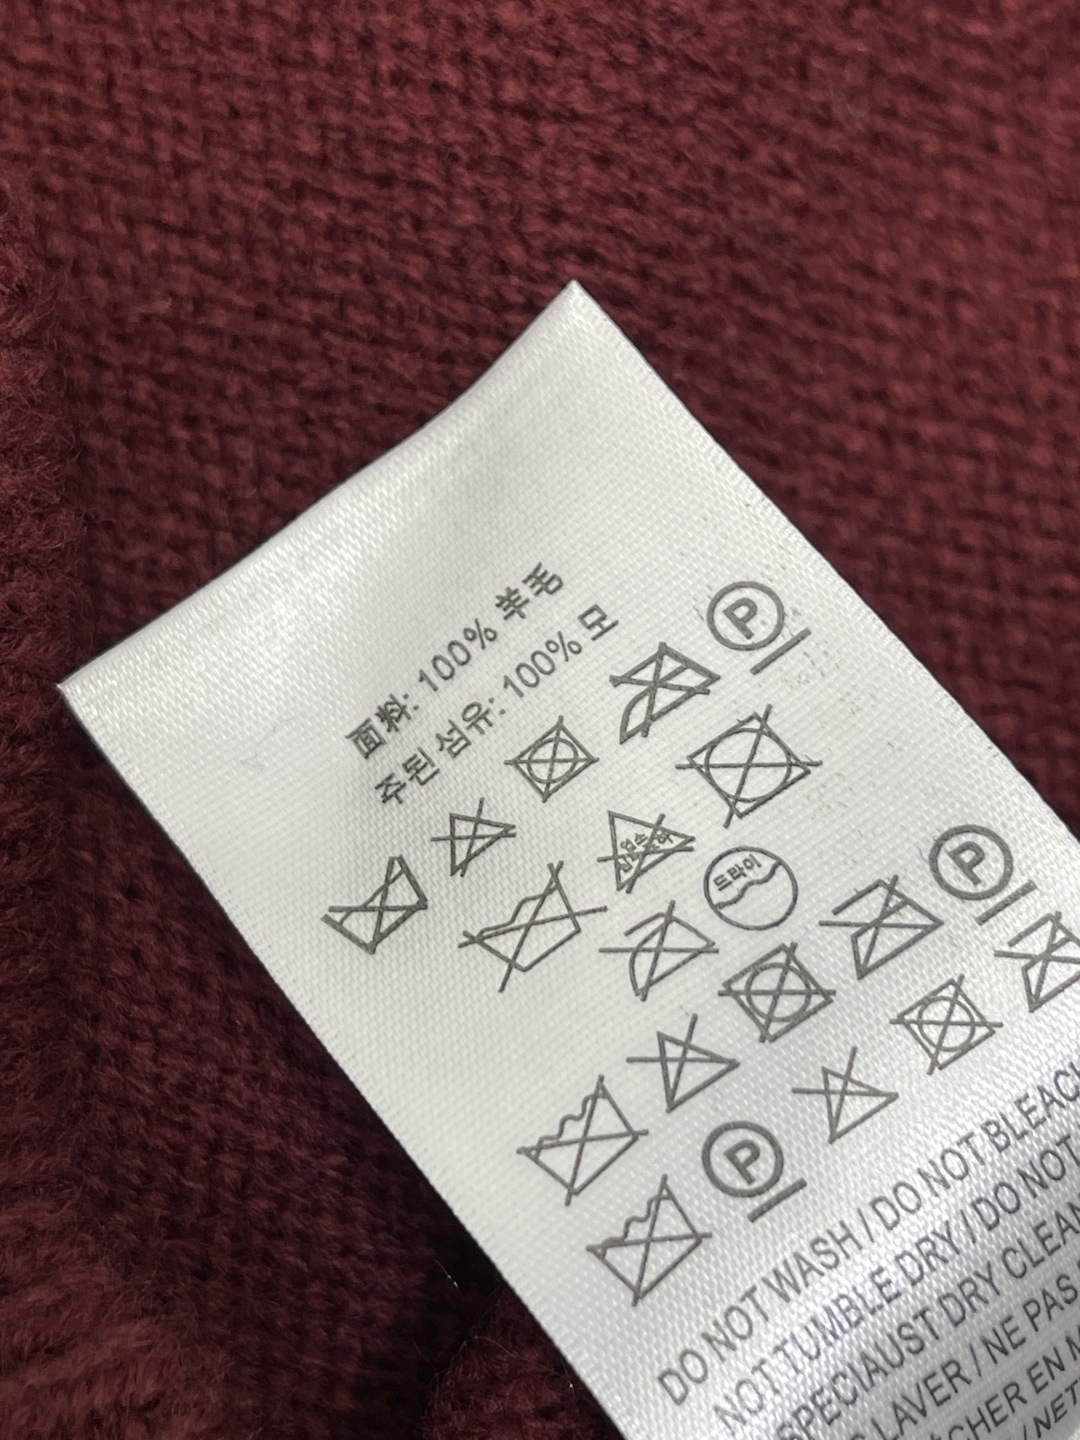 面料: 100% 羊毛
주된 섬유: 100% 모
P
드라이
P
P
DO NOT WASH / DO NOT BLEACH
NOT TUMBLE DRY / DO NOT
SPECIAUST DRY CLEAN
LAVER / NE PAS
EN
/ NET